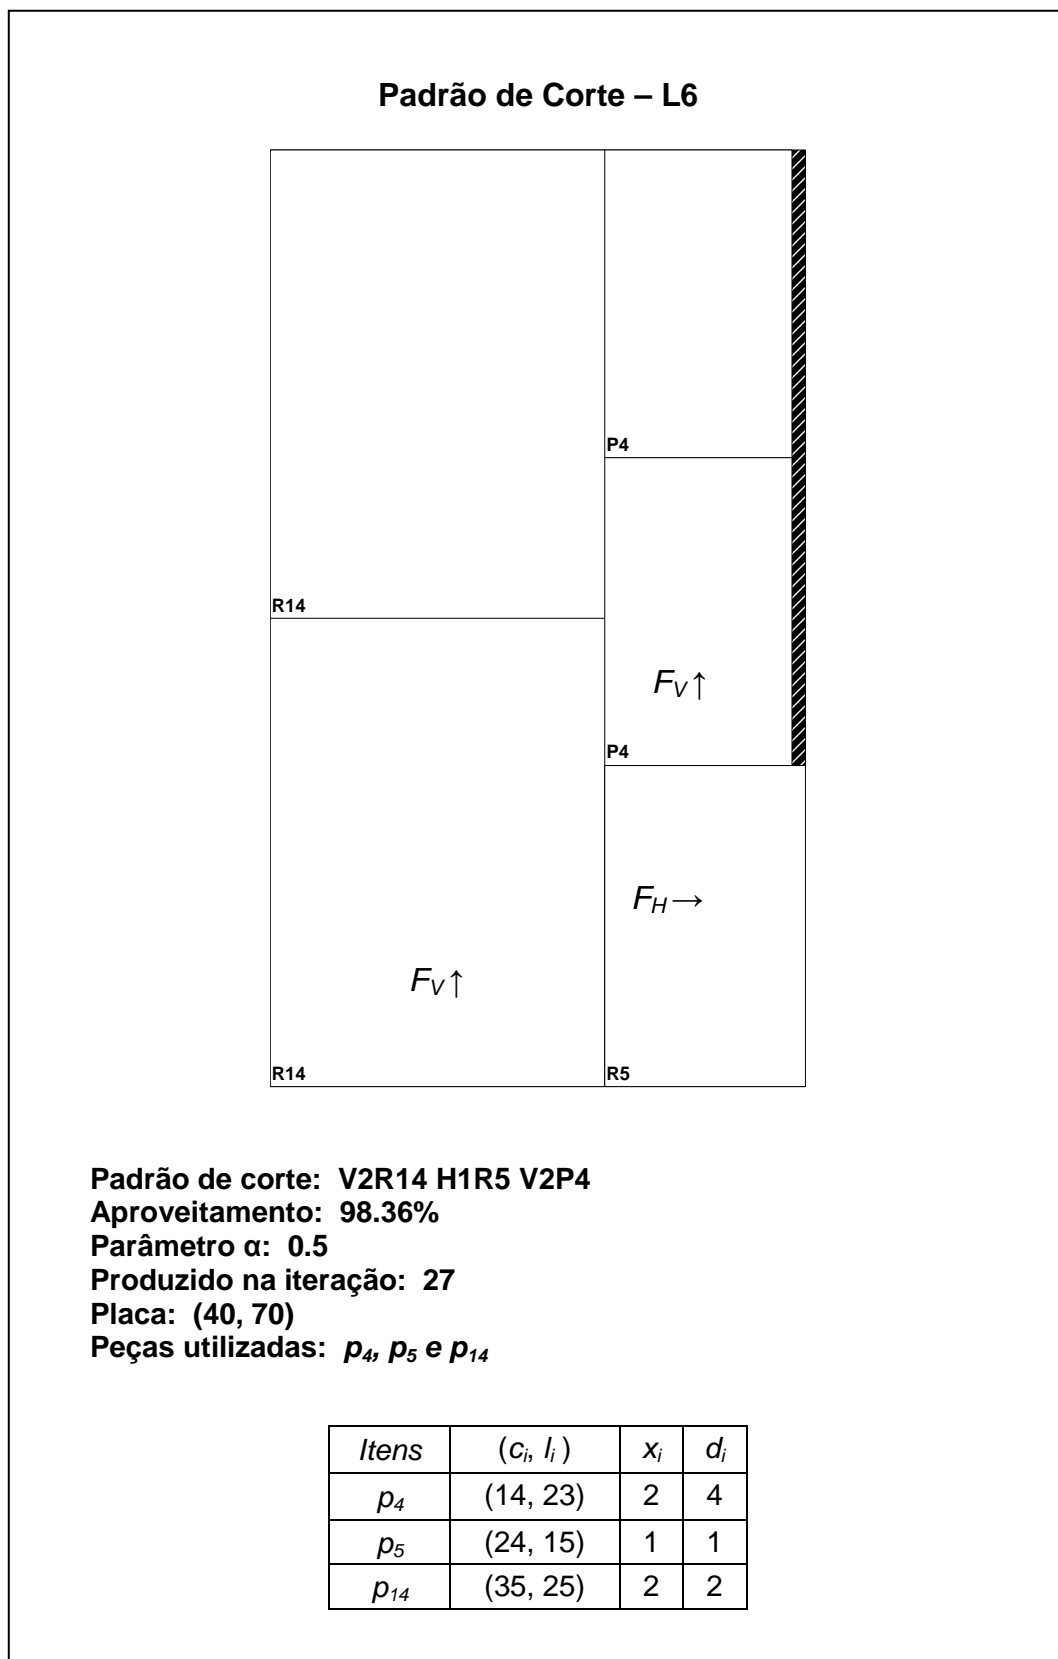 Padrão de Corte – L6
P4
R14
F_V ↑
P4
F_H →
F_V ↑
R14
R5
Padrão de corte: V2R14 H1R5 V2P4
Aproveitamento: 98.36%
Parâmetro α: 0.5
Produzido na iteração: 27
Placa: (40, 70)
Peças utilizadas: p4, p5 e p14
Itens (ci, li ) xi di
p4 (14, 23) 2 4
p5 (24, 15) 1 1
p14 (35, 25) 2 2